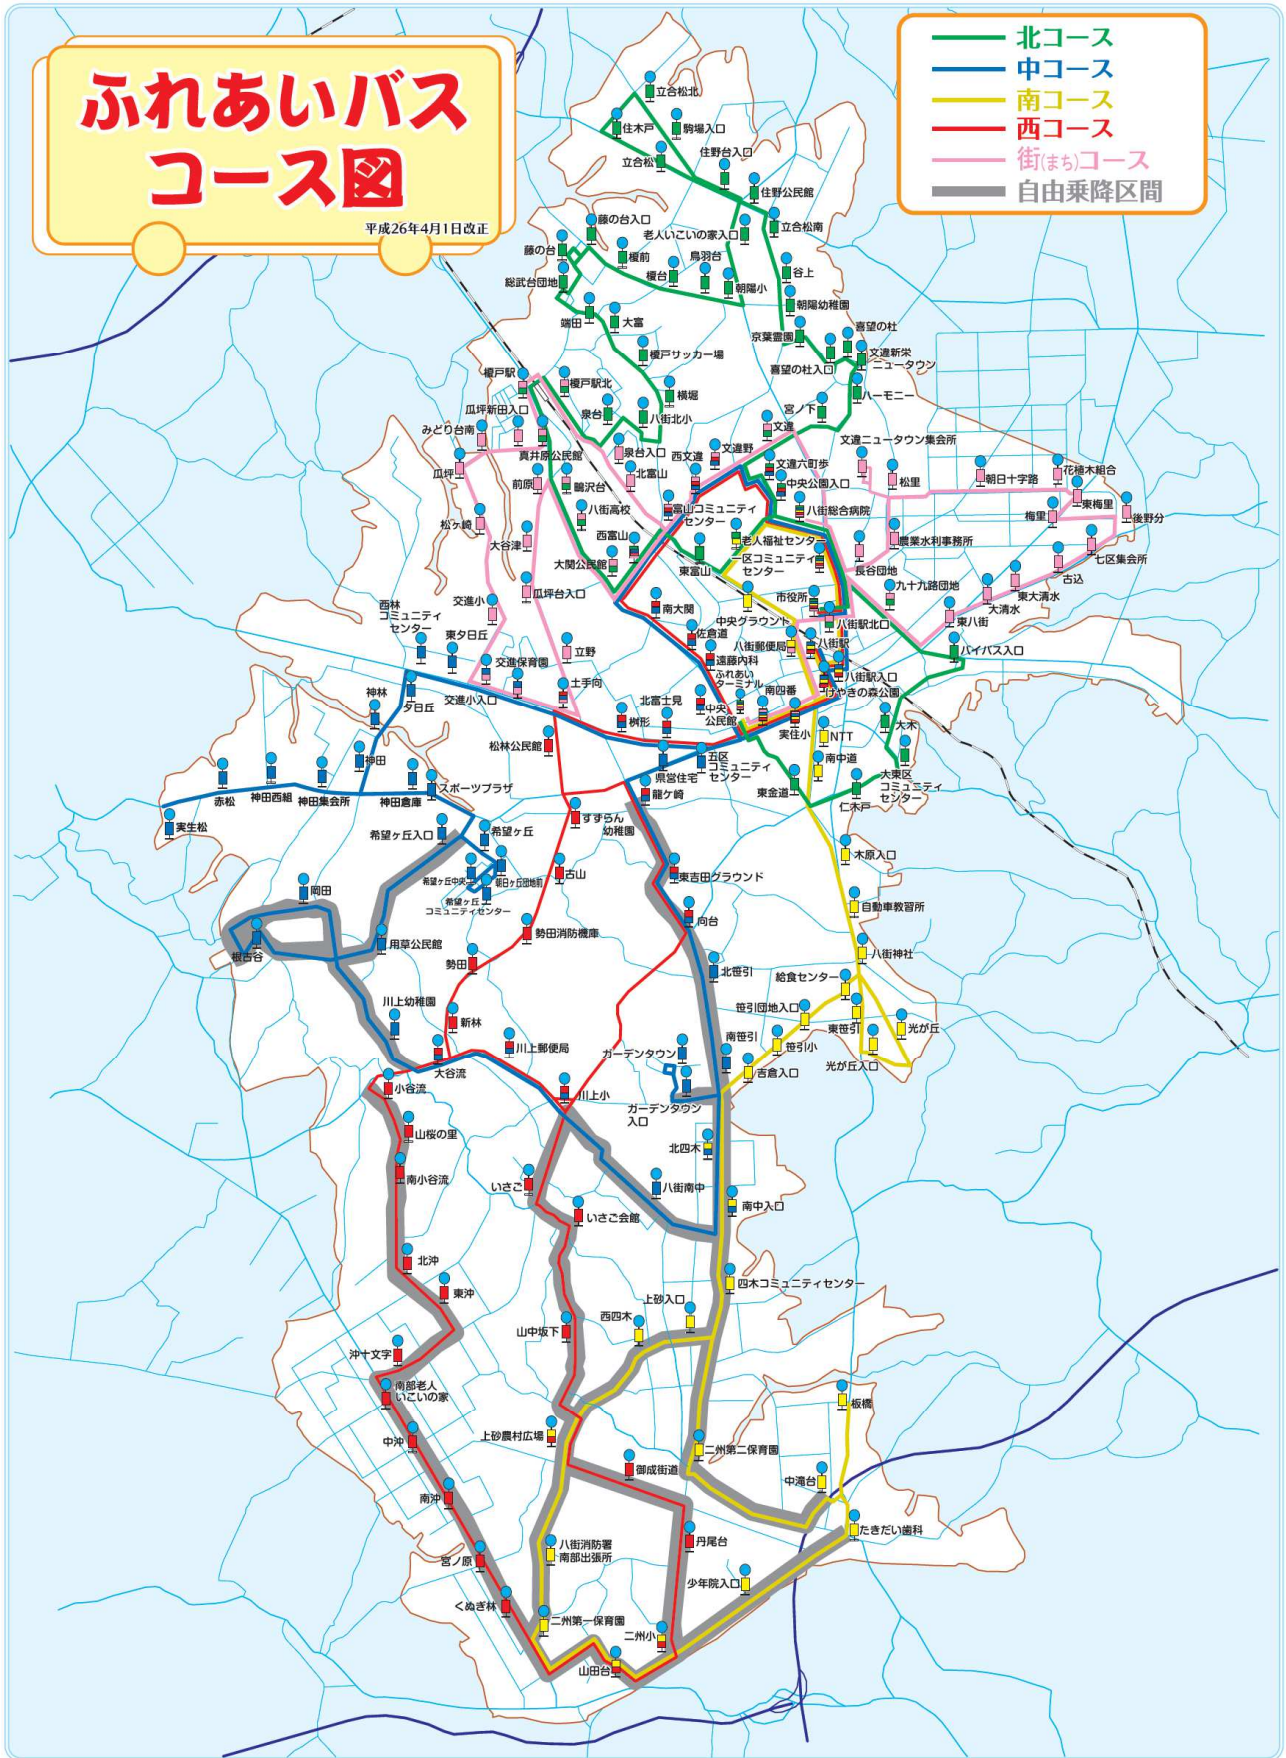 ふれあいバス
コース図
平成26年4月1日改正
北コース
中コース
南コース
西コース
街(まち)コース
自由乗降区間
立合松北
住木戸
駒場入口
立合松
住野台入口
住野公民館
藤の台入口
老人いこいの家入口
立合松南
藤の台
榎前
鳥羽台
総武台団地
榎台
朝陽小
谷上
朝陽幼稚園
端田
大富
京葉霊園
喜望の杜
榎戸サッカー場
喜望の杜入口
文違新栄
ニュータウン
榎戸駅
榎戸駅北
横堀
ハーモニー
瓜坪新田入口
泉台
八街北小
宮ノ下
みどり台南
文違
文違ニュータウン集会所
真井原公民館
泉台入口
西文違
文違野
瓜坪
前原
鴨沢台
北富山
文違六町歩
松里
朝日十字路
花植木組合
中央公園入口
東梅里
松ヶ崎
八街高校
富山コミュニティ
センター
八街総合病院
梅里
後野分
大谷津
西富山
老人福祉センター
農業水利事務所
大関公民館
東富山
一区コミュニティ
センター
長谷団地
七区集会所
瓜坪台入口
古込
九十九路団地
東大清水
大清水
西林
コミュニティ
センター
交進小
南大関
中央グラウンド
市役所
東八街
東夕日丘
佐倉道
八街駅北口
八街郵便局
八街駅
バイパス入口
交進保育園
立野
遠藤内科
ふれあい
ターミナル
八街駅入口
神林
夕日丘
交進小入口
土手向
北富士見
中央
公民館
南四番
けやきの森公園
桝形
実住小
大木
NTT
松林公民館
神田
五区
コミュニティ
センター
南中道
県営住宅
大東区
コミュニティ
センター
赤松
神田西組
神田集会所
神田倉庫
スポーツプラザ
龍ケ崎
東金道
仁木戸
実生松
希望ヶ丘入口
希望ヶ丘
すずらん
幼稚園
木原入口
希望ケ丘中央
朝日ケ丘団地前
希望ヶ丘
コミュニティセンター
古山
東吉田グラウンド
岡田
自動車教習所
根古谷
用草公民館
勢田消防機庫
向台
勢田
北笹引
八街神社
給食センター
川上幼稚園
新林
笹引団地入口
東笹引
光が丘
大谷流
川上郵便局
ガーデンタウン
南笹引
笹引小
光が丘入口
吉倉入口
小谷流
川上小
ガーデンタウン
入口
山桜の里
北四木
南小谷流
いさご
八街南中
いさご会館
南中入口
北沖
東沖
四木コミュニティセンター
上砂入口
西四木
山中坂下
沖十文字
南部老人
いこいの家
板橋
上砂農村広場
二州第二保育園
中沖
御成街道
中滝台
南沖
たきだい歯科
丹尾台
八街消防署
南部出張所
宮ノ原
少年院入口
くぬぎ林
二州第一保育園
二州小
山田台